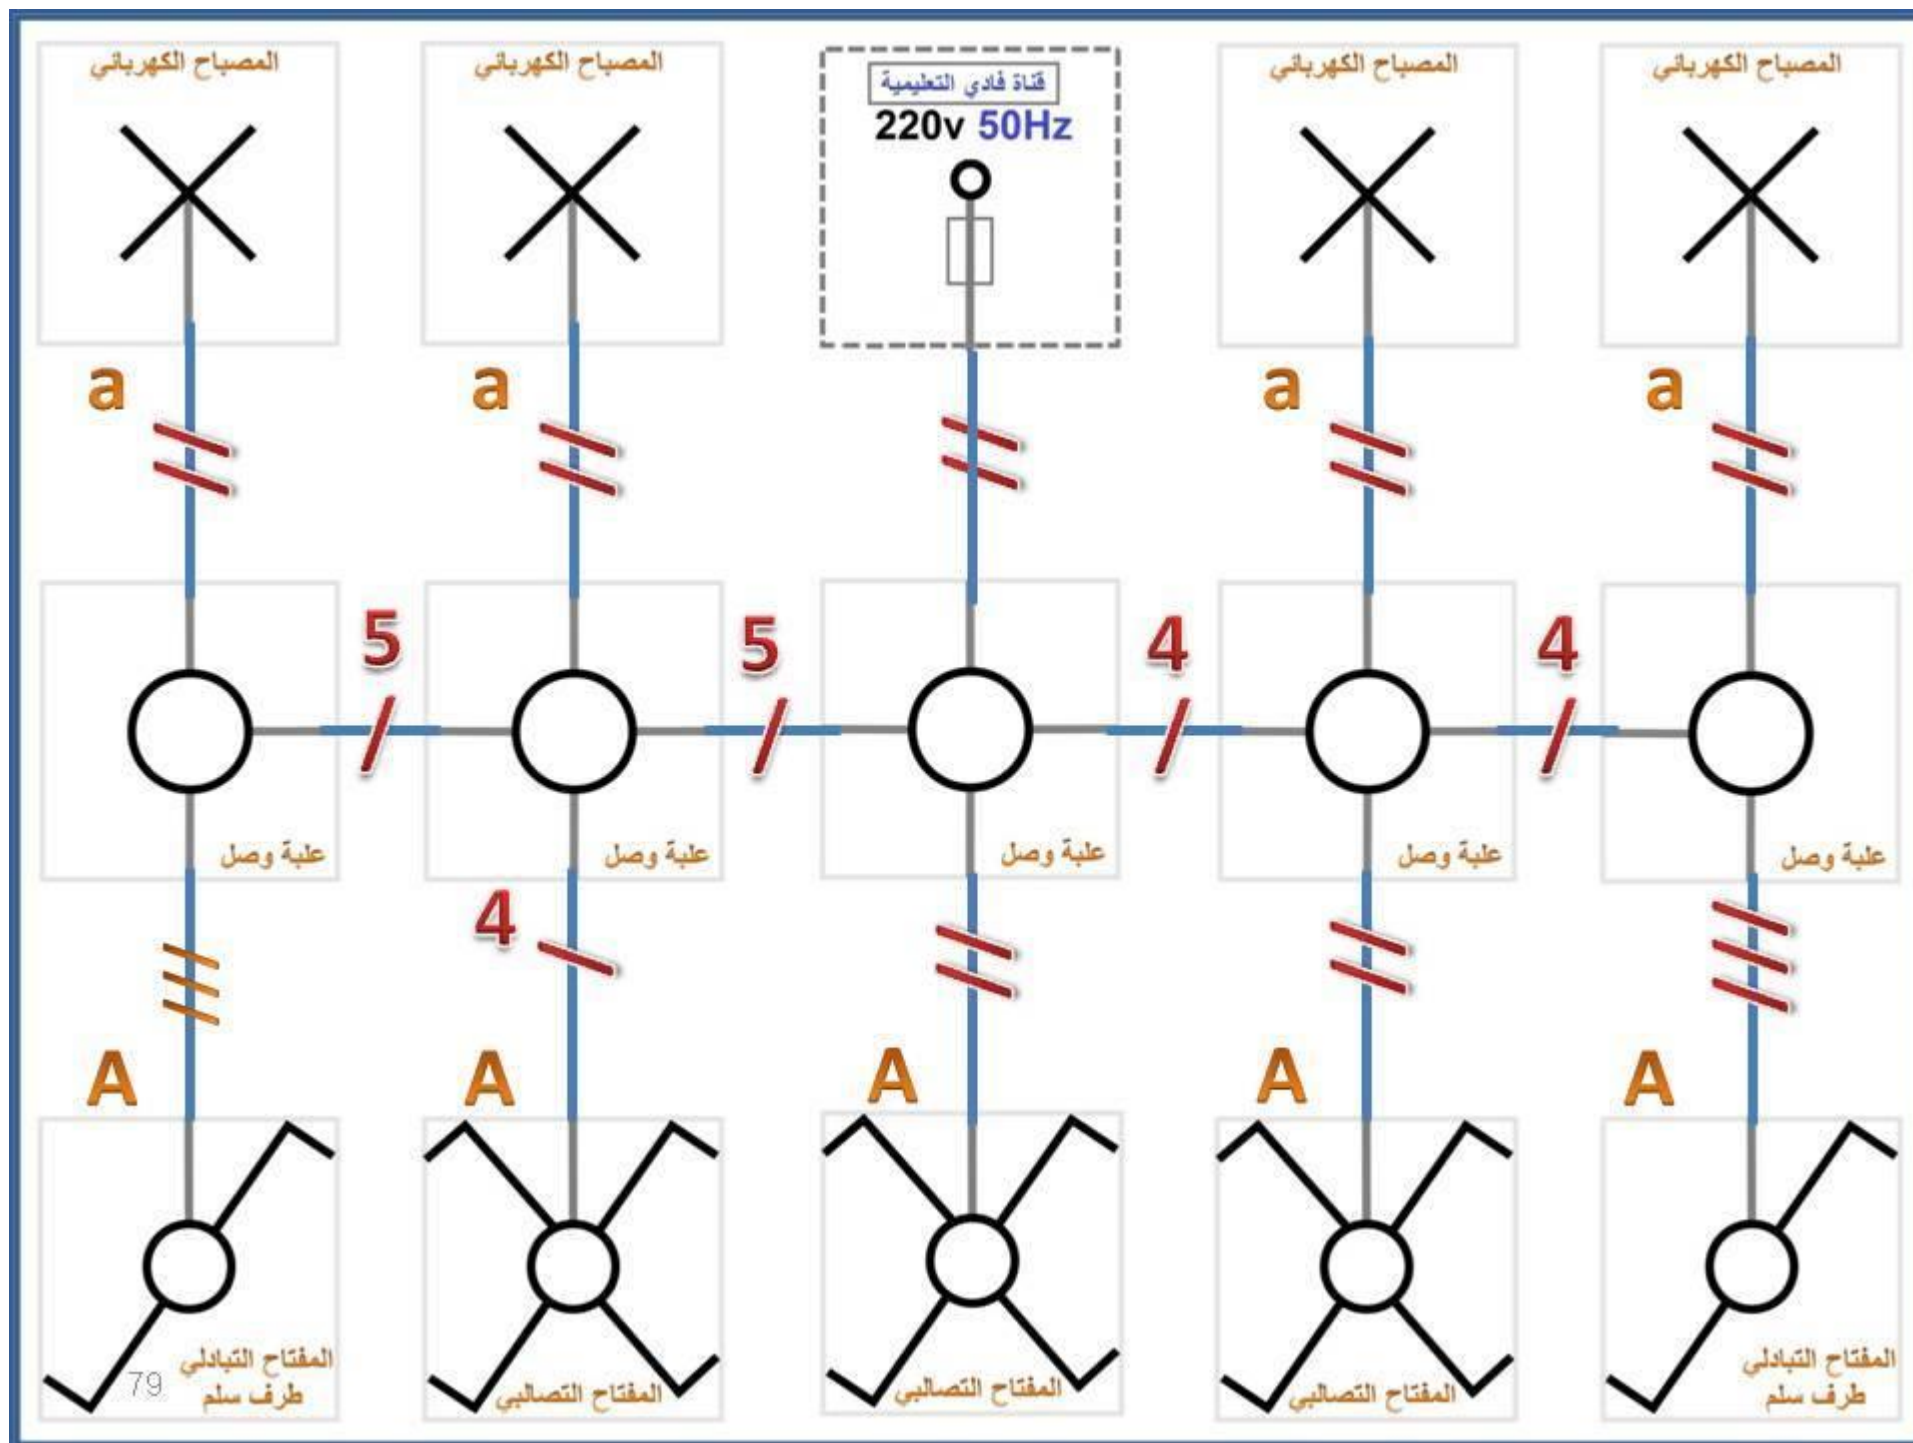 المصباح الكهربائي
المصباح الكهربائي
قناة فادي التعليمية
220v 50Hz
المصباح الكهربائي
المصباح الكهربائي
a
a
a
a
5
5
4
4
علبة وصل
علبة وصل
علبة وصل
علبة وصل
علبة وصل
4
A
A
A
A
A
المفتاح التبادلي
طرف سلم
79
المفتاح التصالبي
المفتاح التصالبي
المفتاح التصالبي
المفتاح التبادلي
طرف سلم